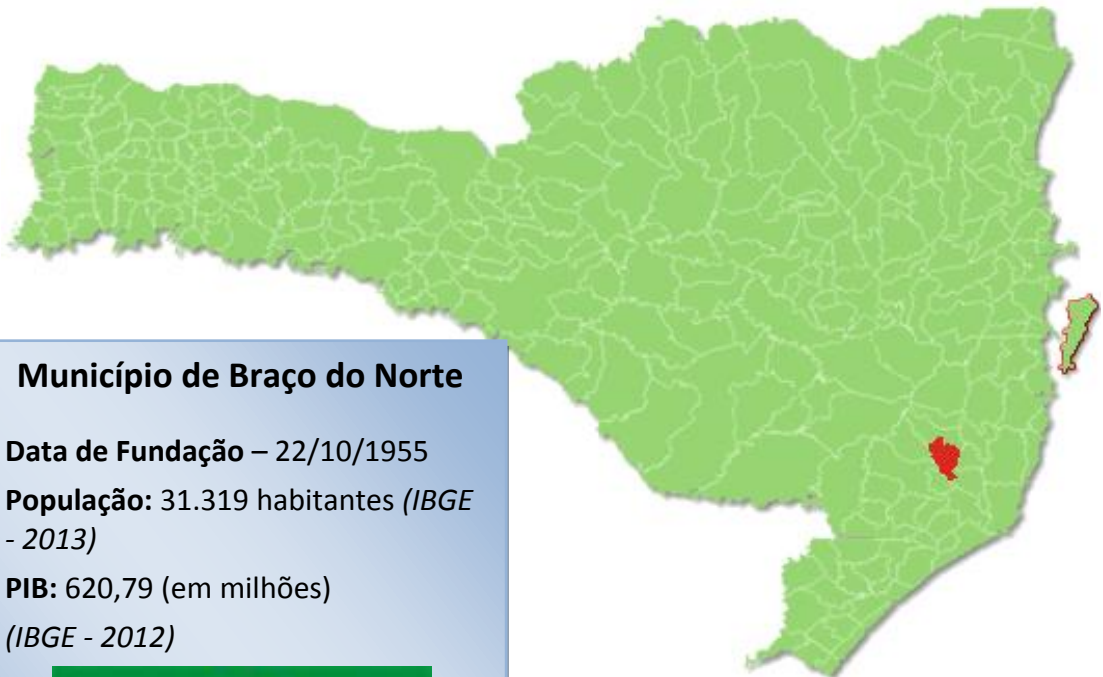 Município de Braço do Norte
Data de Fundação – 22/10/1955
População: 31.319 habitantes (IBGE
- 2013)
PIB: 620,79 (em milhões)
(IBGE - 2012)